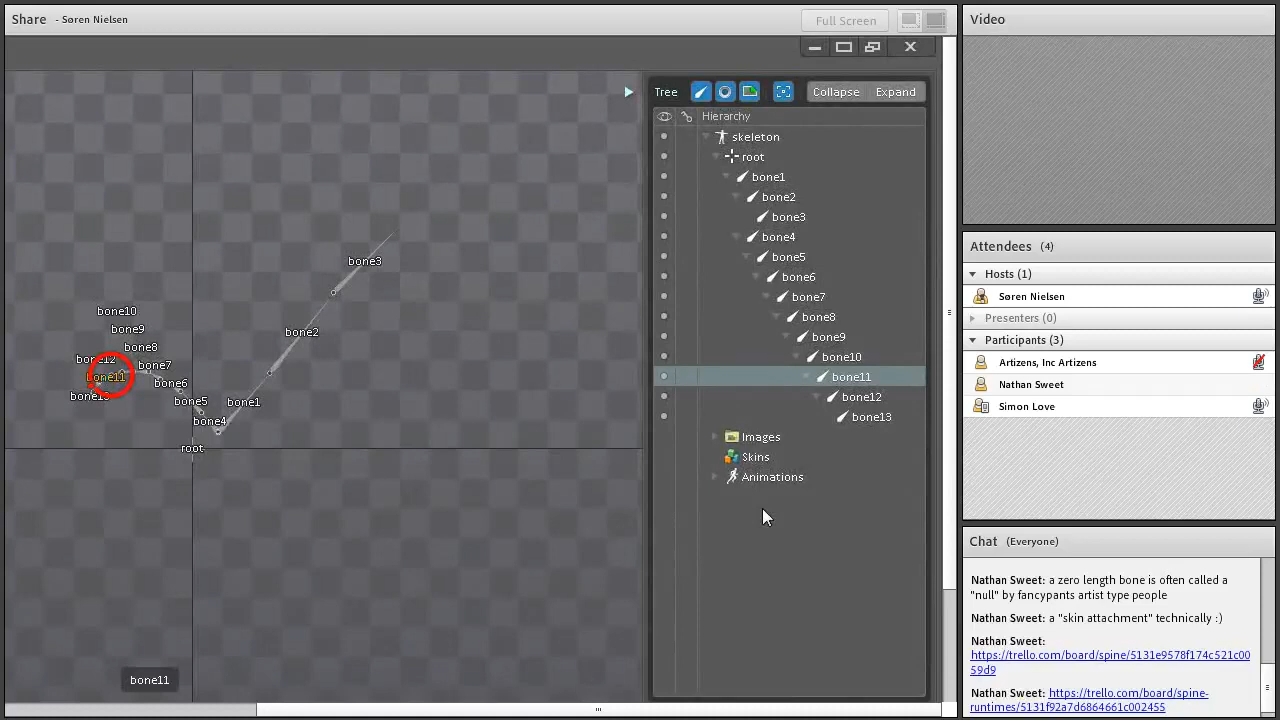 Share - Søren Nielsen
Full Screen
Video
Tree
Collapse
Expand
Hierarchy
skeleton
root
bone1
bone2
bone3
bone4
bone5
bone6
bone7
bone8
bone9
bone10
bone11
bone12
bone13
Images
Skins
Animations
bone3
bone2
bone1
bone10
bone9
bone8
bone12
bone7
bone11
bone6
bone13
bone5
bone4
root
bone11
Attendees (4)
Hosts (1)
Søren Nielsen
Presenters (0)
Participants (3)
Artizens, Inc Artizens
Nathan Sweet
Simon Love
Chat (Everyone)
Nathan Sweet: a zero length bone is often called a
"null" by fancypants artist type people
Nathan Sweet: a "skin attachment" technically :)
Nathan Sweet:
https://trello.com/board/spine/5131e9578f174c521c00
59d9
Nathan Sweet: https://trello.com/board/spine-
runtimes/5131f92a7d6864661c002455